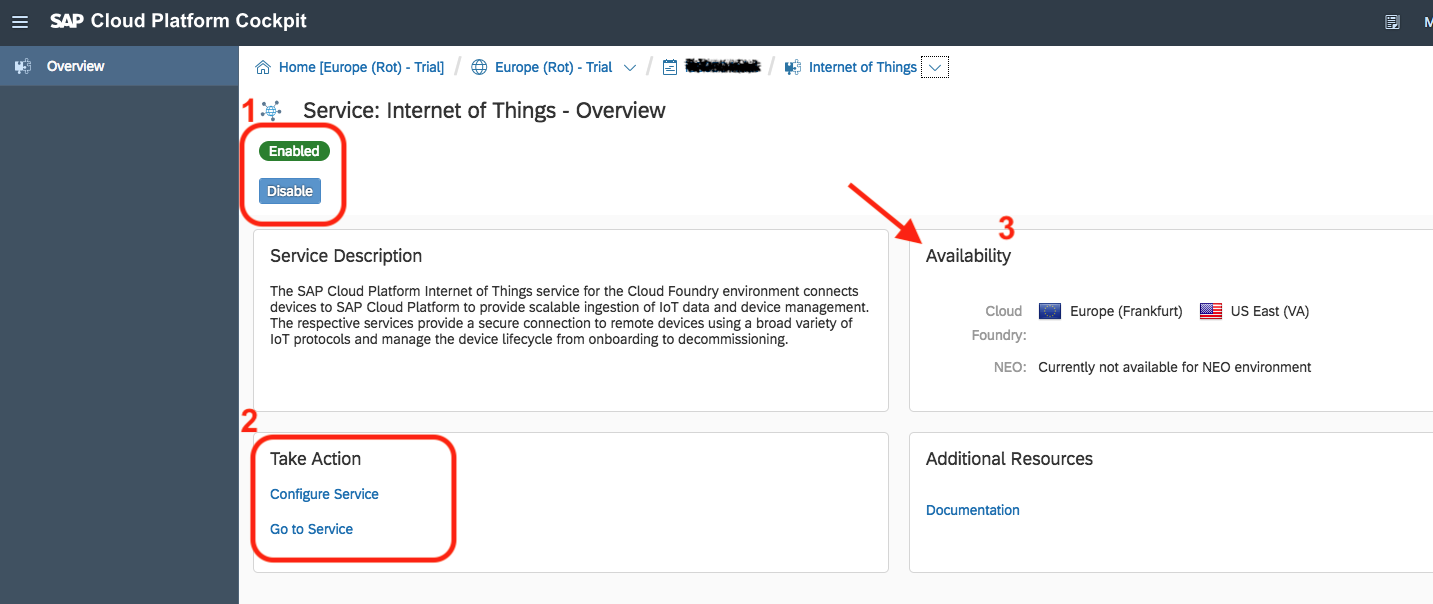 SAP Cloud Platform Cockpit
M
Overview
Home [Europe (Rot) - Trial] / Europe (Rot) - Trial / / Internet of Things
1
Service: Internet of Things - Overview
Enabled
Disable
Service Description
The SAP Cloud Platform Internet of Things service for the Cloud Foundry environment connects
devices to SAP Cloud Platform to provide scalable ingestion of IoT data and device management.
The respective services provide a secure connection to remote devices using a broad variety of
IoT protocols and manage the device lifecycle from onboarding to decommissioning.
3
Availability
Cloud Europe (Frankfurt) US East (VA)
Foundry:
NEO: Currently not available for NEO environment
2
Take Action
Configure Service
Go to Service
Additional Resources
Documentation